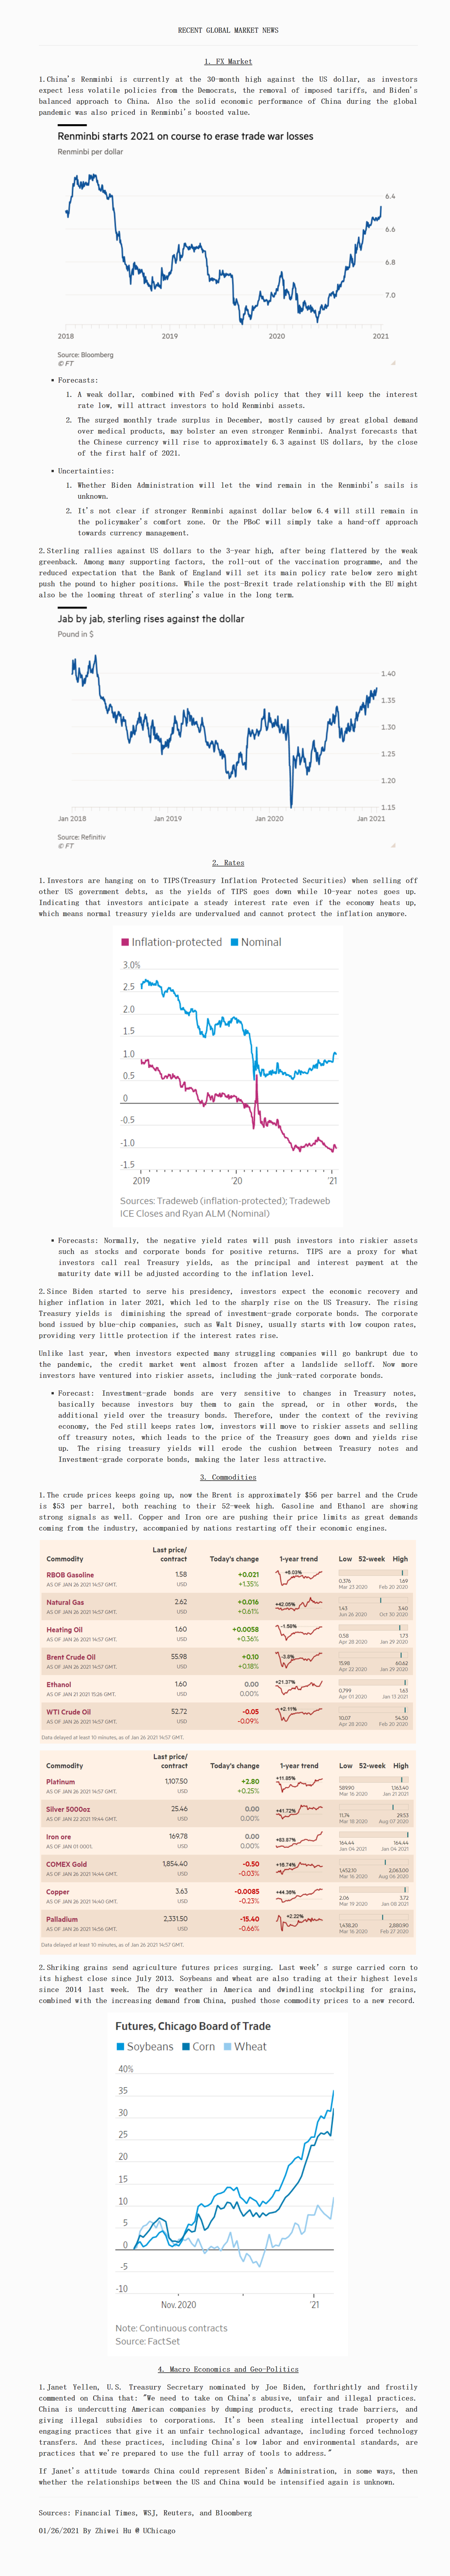 RECENT GLOBAL MARKET NEWS
1. FX Market
1.China's Renminbi is currently at the 30-month high against the US dollar, as investors
expect less volatile policies from the Democrats, the removal of imposed tariffs, and Biden's
balanced approach to China. Also the solid economic performance of China during the global
pandemic was also priced in Renminbi's boosted value.
Renminbi starts 2021 on course to erase trade war losses
Renminbi per dollar
6.4
6.6
6.8
7.0
2018 2019 2020 2021
Source: Bloomberg
© FT
• Forecasts:
1. A weak dollar, combined with Fed's dovish policy that they will keep the interest
rate low, will attract investors to hold Renminbi assets.
2. The surged monthly trade surplus in December, mostly caused by great global demand
over medical products, may bolster an even stronger Renminbi. Analyst forecasts that
the Chinese currency will rise to approximately 6.3 against US dollars, by the close
of the first half of 2021.
• Uncertainties:
1. Whether Biden Administration will let the wind remain in the Renminbi's sails is
unknown.
2. It's not clear if stronger Renminbi against dollar below 6.4 will still remain in
the policymaker's comfort zone. Or the PBoC will simply take a hand-off approach
towards currency management.
2.Sterling rallies against US dollars to the 3-year high, after being flattered by the weak
greenback. Among many supporting factors, the roll-out of the vaccination programme, and the
reduced expectation that the Bank of England will set its main policy rate below zero might
push the pound to higher positions. While the post-Brexit trade relationship with the EU might
also be the looming threat of sterling's value in the long term.
Jab by jab, sterling rises against the dollar
Pound in $
1.40
1.35
1.30
1.25
1.20
1.15
Jan 2018 Jan 2019 Jan 2020 Jan 2021
Source: Refinitiv
© FT
2. Rates
1.Investors are hanging on to TIPS(Treasury Inflation Protected Securities) when selling off
other US government debts, as the yields of TIPS goes down while 10-year notes goes up.
Indicating that investors anticipate a steady interest rate even if the economy heats up,
which means normal treasury yields are undervalued and cannot protect the inflation anymore.
Inflation-protected Nominal
3.0%
2.5
2.0
1.5
1.0
0.5
0
-0.5
-1.0
-1.5
2019 '20 '21
Sources: Tradeweb (inflation-protected); Tradeweb
ICE Closes and Ryan ALM (Nominal)
• Forecasts: Normally, the negative yield rates will push investors into riskier assets
such as stocks and corporate bonds for positive returns. TIPS are a proxy for what
investors call real Treasury yields, as the principal and interest payment at the
maturity date will be adjusted according to the inflation level.
2.Since Biden started to serve his presidency, investors expect the economic recovery and
higher inflation in later 2021, which led to the sharply rise on the US Treasury. The rising
Treasury yields is diminishing the spread of investment-grade corporate bonds. The corporate
bond issued by blue-chip companies, such as Walt Disney, usually starts with low coupon rates,
providing very little protection if the interest rates rise.
Unlike last year, when investors expected many struggling companies will go bankrupt due to
the pandemic, the credit market went almost frozen after a landslide selloff. Now more
investors have ventured into riskier assets, including the junk-rated corporate bonds.
• Forecast: Investment-grade bonds are very sensitive to changes in Treasury notes,
basically because investors buy them to gain the spread, or in other words, the
additional yield over the treasury bonds. Therefore, under the context of the reviving
economy, the Fed still keeps rates low, investors will move to riskier assets and selling
off treasury notes, which leads to the price of the Treasury goes down and yields rise
up. The rising treasury yields will erode the cushion between Treasury notes and
Investment-grade corporate bonds, making the later less attractive.
3. Commodities
1.The crude prices keeps going up, now the Brent is approximately $56 per barrel and the Crude
is $53 per barrel, both reaching to their 52-week high. Gasoline and Ethanol are showing
strong signals as well. Copper and Iron ore are pushing their price limits as great demands
coming from the industry, accompanied by nations restarting off their economic engines.
Commodity Last price/ contract Today's change 1-year trend Low 52-week High
RBOB Gasoline 1.58 +0.021 +6.03%
AS OF JAN 26 2021 14:57 GMT. USD +1.35% 0.376 1.69
Mar 23 2020 Feb 20 2020
Natural Gas 2.62 +0.016 +42.05%
AS OF JAN 26 2021 14:57 GMT. USD +0.61% 1.43 3.40
Jun 26 2020 Oct 30 2020
Heating Oil 1.60 +0.0058 -1.58%
AS OF JAN 26 2021 14:57 GMT. USD +0.36% 0.58 1.73
Apr 28 2020 Jan 29 2020
Brent Crude Oil 55.98 +0.10 -3.8%
AS OF JAN 26 2021 14:57 GMT. USD +0.18% 15.98 60.62
Apr 22 2020 Jan 29 2020
Ethanol 1.60 0.00 +21.37%
AS OF JAN 21 2021 15:26 GMT. USD 0.00% 0.799 1.63
Apr 01 2020 Jan 13 2021
WTI Crude Oil 52.72 -0.05 +2.11%
AS OF JAN 26 2021 14:57 GMT. USD -0.09% 10.07 54.50
Apr 28 2020 Feb 20 2020
Data delayed at least 10 minutes, as of Jan 26 2021 14:57 GMT.
Commodity Last price/ contract Today's change 1-year trend Low 52-week High
Platinum 1,107.50 +2.80 +11.85%
AS OF JAN 26 2021 14:57 GMT. USD +0.25% 589.90 1,163.40
Mar 16 2020 Jan 21 2021
Silver 5000oz 25.46 0.00 +41.72%
AS OF JAN 22 2021 19:44 GMT. USD 0.00% 11.74 29.53
Mar 18 2020 Aug 07 2020
Iron ore 169.78 0.00 +83.87%
AS OF JAN 01 0001. USD 0.00% 164.44 164.44
Jan 04 2021 Jan 04 2021
COMEX Gold 1,854.40 -0.50 +16.74%
AS OF JAN 26 2021 14:44 GMT. USD -0.03% 1,452.10 2,063.00
Mar 16 2020 Aug 06 2020
Copper 3.63 -0.0085 +44.36%
AS OF JAN 26 2021 14:40 GMT. USD -0.23% 2.06 3.72
Mar 19 2020 Jan 08 2021
Palladium 2,331.50 -15.40 +2.22%
AS OF JAN 26 2021 14:56 GMT. USD -0.66% 1,438.20 2,880.90
Mar 16 2020 Feb 27 2020
Data delayed at least 10 minutes, as of Jan 26 2021 14:57 GMT.
2. Shriking grains send agriculture futures prices surging. Last week's surge carried corn to
its highest close since July 2013. Soybeans and wheat are also trading at their highest levels
since 2014 last week. The dry weather in America and dwindling stockpiling for grains,
combined with the increasing demand from China, pushed those commodity prices to a new record.
Futures, Chicago Board of Trade
Soybeans Corn Wheat
40%
35
30
25
20
15
10
5
0
-5
-10
Nov. 2020 '21
Note: Continuous contracts
Source: FactSet
4. Macro Economics and Geo-Politics
1.Janet Yellen, U.S. Treasury Secretary nominated by Joe Biden, forthrightly and frostily
commented on China that: "We need to take on China's abusive, unfair and illegal practices.
China is undercutting American companies by dumping products, erecting trade barriers, and
giving illegal subsidies to corporations. It's been stealing intellectual property and
engaging practices that give it an unfair technological advantage, including forced technology
transfers. And these practices, including China's low labor and environmental standards, are
practices that we're prepared to use the full array of tools to address."
If Janet's attitude towards China could represent Biden's Administration, in some ways, then
whether the relationships between the US and China would be intensified again is unknown.
Sources: Financial Times, WSJ, Reuters, and Bloomberg
01/26/2021 By Zhiwei Hu @ UChicago